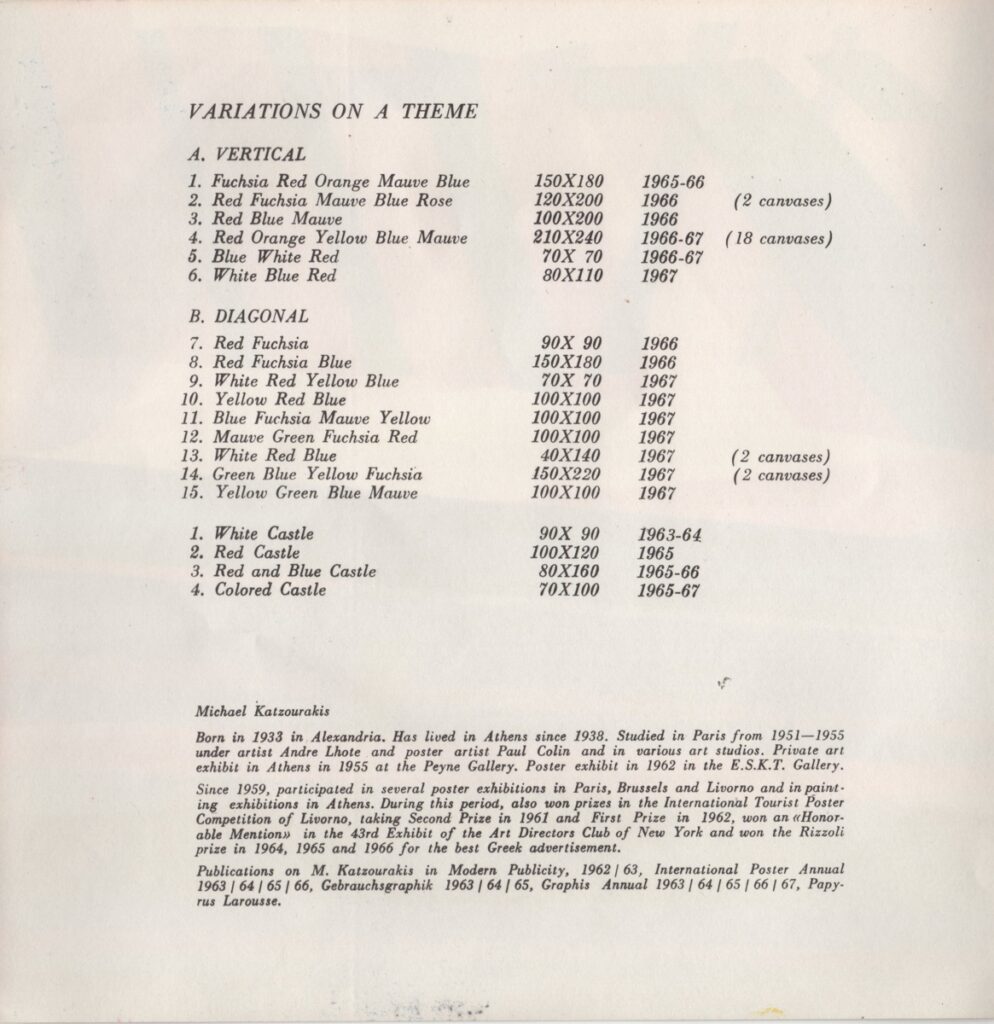 VARIATIONS ON A THEME
A. VERTICAL
1. Fuchsia Red Orange Mauve Blue 150X180 1965-66
2. Red Fuchsia Mauve Blue Rose 120X200 1966 (2 canvases)
3. Red Blue Mauve 100X200 1966
4. Red Orange Yellow Blue Mauve 210X240 1966-67 (18 canvases)
5. Blue White Red 70X 70 1966-67
6. White Blue Red 80X110 1967
B. DIAGONAL
7. Red Fuchsia 90X 90 1966
8. Red Fuchsia Blue 150X180 1966
9. White Red Yellow Blue 70X 70 1967
10. Yellow Red Blue 100X100 1967
11. Blue Fuchsia Mauve Yellow 100X100 1967
12. Mauve Green Fuchsia Red 100X100 1967
13. White Red Blue 40X140 1967 (2 canvases)
14. Green Blue Yellow Fuchsia 150X220 1967 (2 canvases)
15. Yellow Green Blue Mauve 100X100 1967
1. White Castle 90X 90 1963-64
2. Red Castle 100X120 1965
3. Red and Blue Castle 80X160 1965-66
4. Colored Castle 70X100 1965-67
Michael Katzourakis
Born in 1933 in Alexandria. Has lived in Athens since 1938. Studied in Paris from 1951—1955
under artist Andre Lhote and poster artist Paul Colin and in various art studios. Private art
exhibit in Athens in 1955 at the Peyne Gallery. Poster exhibit in 1962 in the E.S.K.T. Gallery.
Since 1959, participated in several poster exhibitions in Paris, Brussels and Livorno and in paint-
ing exhibitions in Athens. During this period, also won prizes in the International Tourist Poster
Competition of Livorno, taking Second Prize in 1961 and First Prize in 1962, won an «Honor-
able Mention» in the 43rd Exhibit of the Art Directors Club of New York and won the Rizzoli
prize in 1964, 1965 and 1966 for the best Greek advertisement.
Publications on M. Katzourakis in Modern Publicity, 1962 / 63, International Poster Annual
1963 / 64 / 65 / 66, Gebrauchsgraphik 1963 / 64 / 65, Graphis Annual 1963 / 64 / 65 / 66 / 67, Papy-
rus Larousse.